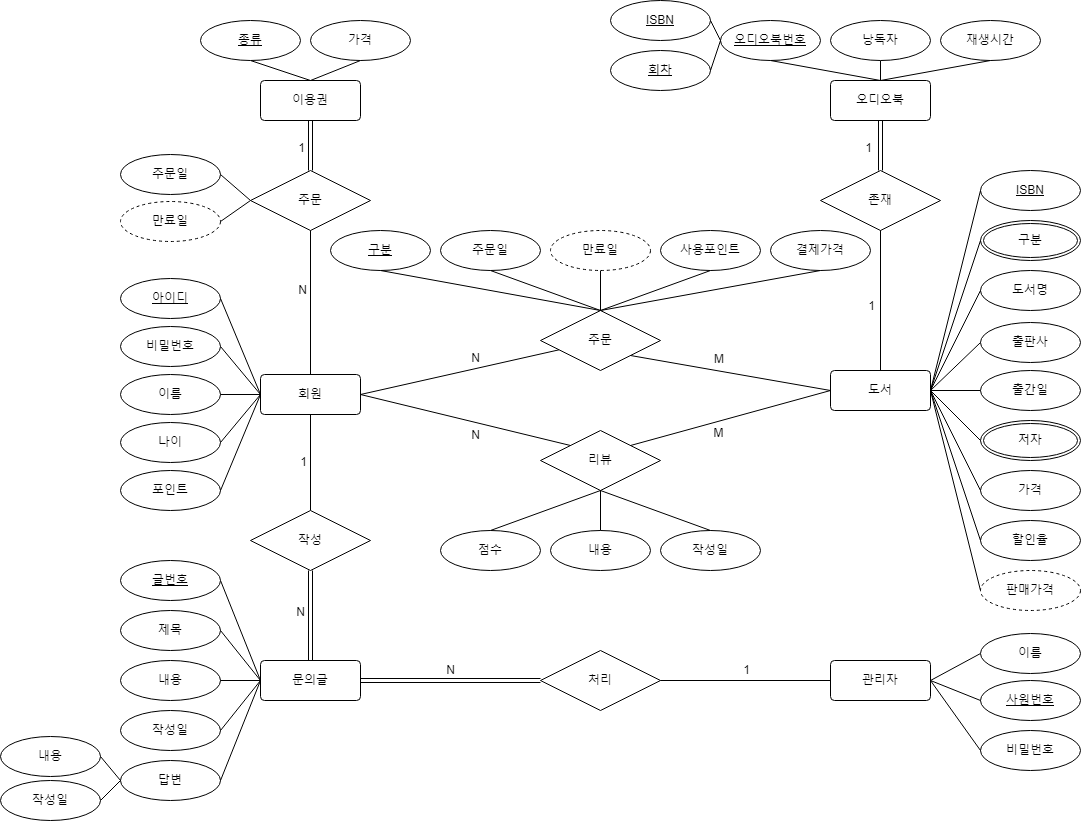 ISBN
종류
가격
오디오북번호
낭독자
재생시간
회차
이용권
오디오북
1
1
주문일
주문
존재
ISBN
만료일
구분
주문일
만료일
사용포인트
결제가격
구분
아이디
N
1
도서명
비밀번호
주문
출판사
N
M
이름
회원
도서
출간일
나이
N
M
저자
1
리뷰
포인트
가격
작성
점수
내용
작성일
할인율
글번호
판매가격
N
제목
이름
N
1
내용
문의글
처리
관리자
사원번호
작성일
비밀번호
내용
답변
작성일